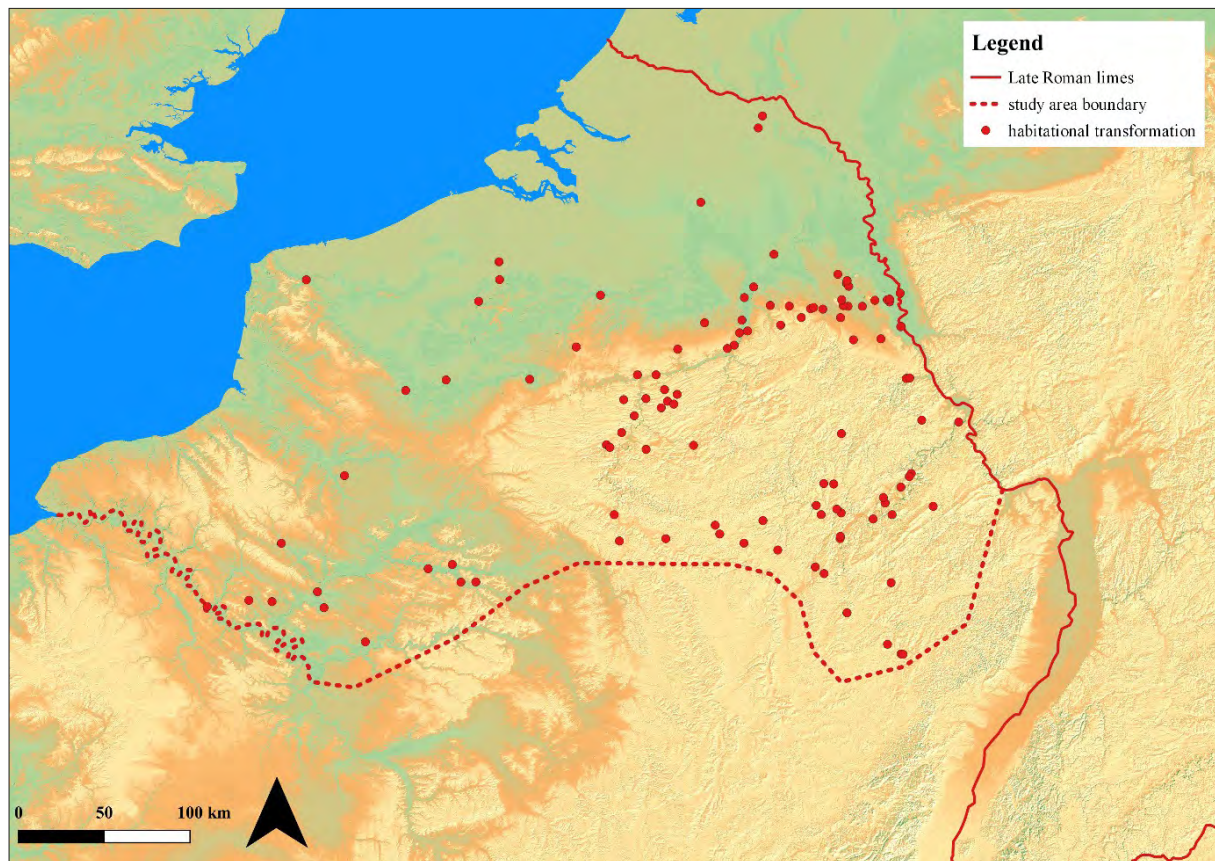 Legend
Late Roman limes
study area boundary
habitational transformation
0 50 100 km